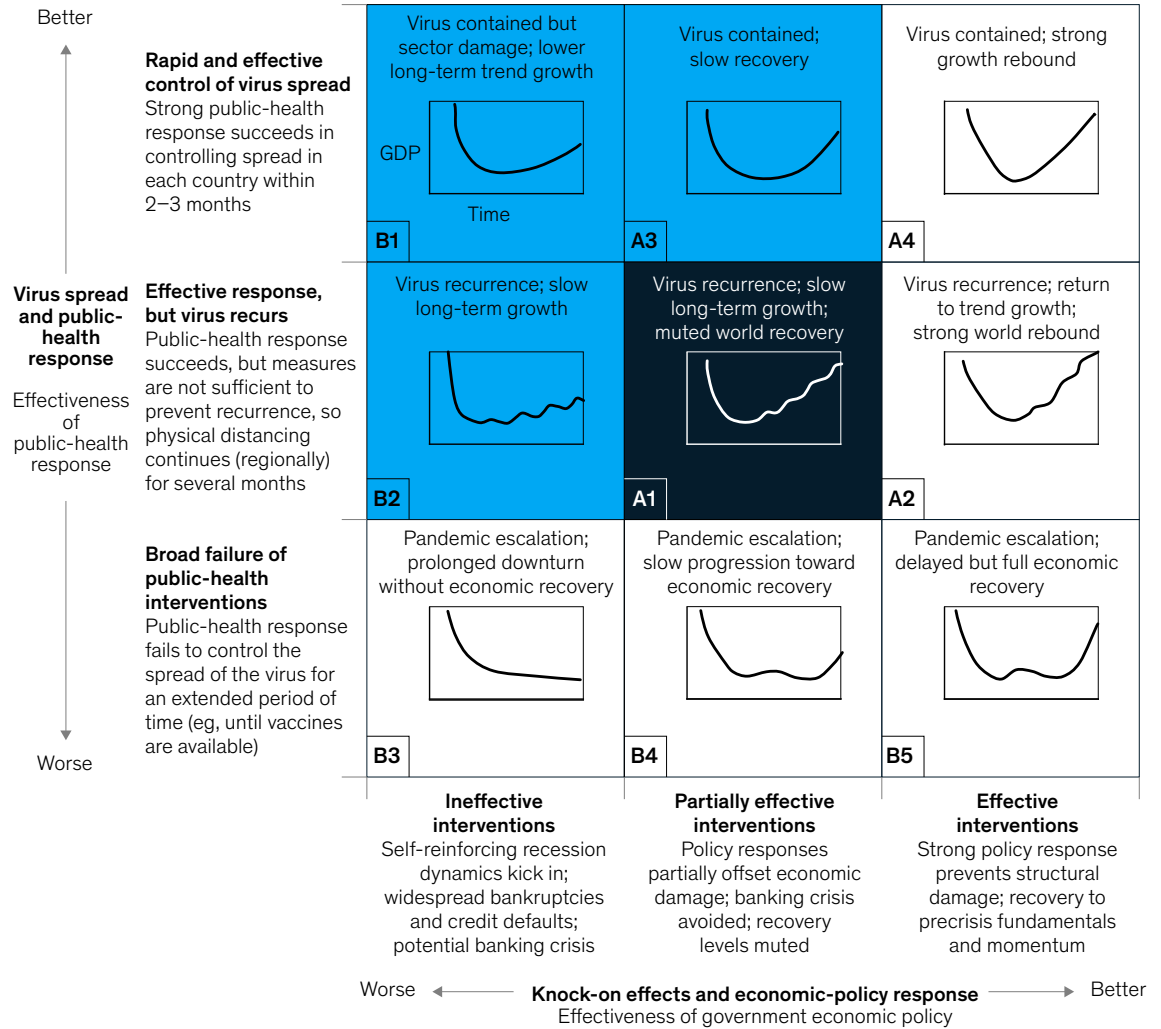 Better
Rapid and effective
control of virus spread
Strong public-health
response succeeds in
controlling spread in
each country within
2–3 months
Virus contained but
sector damage; lower
long-term trend growth
GDP
Time
B1
Virus contained;
slow recovery
A3
Virus contained; strong
growth rebound
A4
Virus spread
and public-
health
response
Effectiveness
of
public-health
response
Effective response,
but virus recurs
Public-health response
succeeds, but measures
are not sufficient to
prevent recurrence, so
physical distancing
continues (regionally)
for several months
Virus recurrence; slow
long-term growth
B2
Virus recurrence; slow
long-term growth;
muted world recovery
A1
Virus recurrence; return
to trend growth;
strong world rebound
A2
Broad failure of
public-health
interventions
Public-health response
fails to control the
spread of the virus for
an extended period of
time (eg, until vaccines
are available)
Worse
Pandemic escalation;
prolonged downturn
without economic recovery
B3
Pandemic escalation;
slow progression toward
economic recovery
B4
Pandemic escalation;
delayed but full economic
recovery
B5
Ineffective
interventions
Self-reinforcing recession
dynamics kick in;
widespread bankruptcies
and credit defaults;
potential banking crisis
Partially effective
interventions
Policy responses
partially offset economic
damage; banking crisis
avoided; recovery
levels muted
Effective
interventions
Strong policy response
prevents structural
damage; recovery to
precrisis fundamentals
and momentum
Worse
Knock-on effects and economic-policy response
Effectiveness of government economic policy
Better